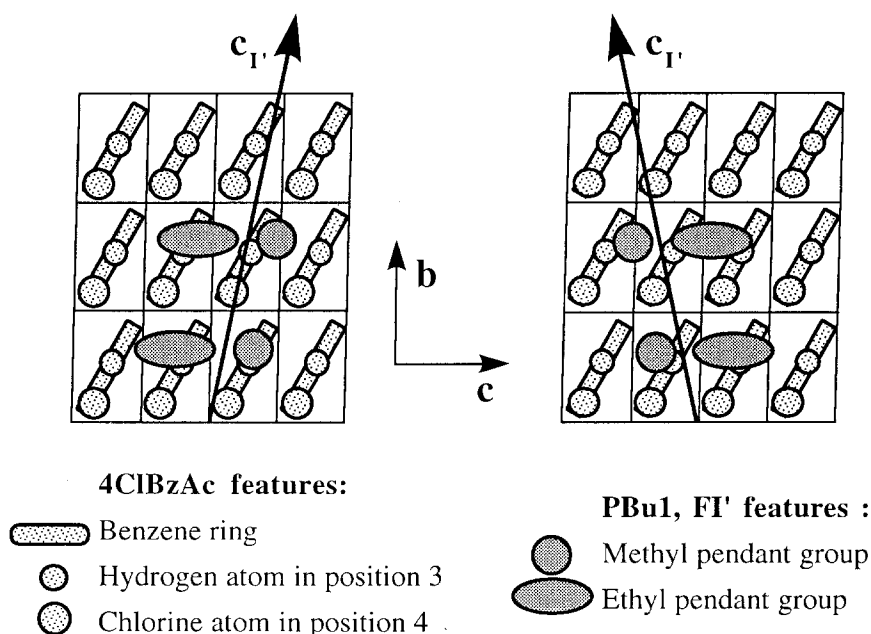 c I'
c I'
b
c
4ClBzAc features:
Benzene ring
Hydrogen atom in position 3
Chlorine atom in position 4
PBu1, FI' features :
Methyl pendant group
Ethyl pendant group